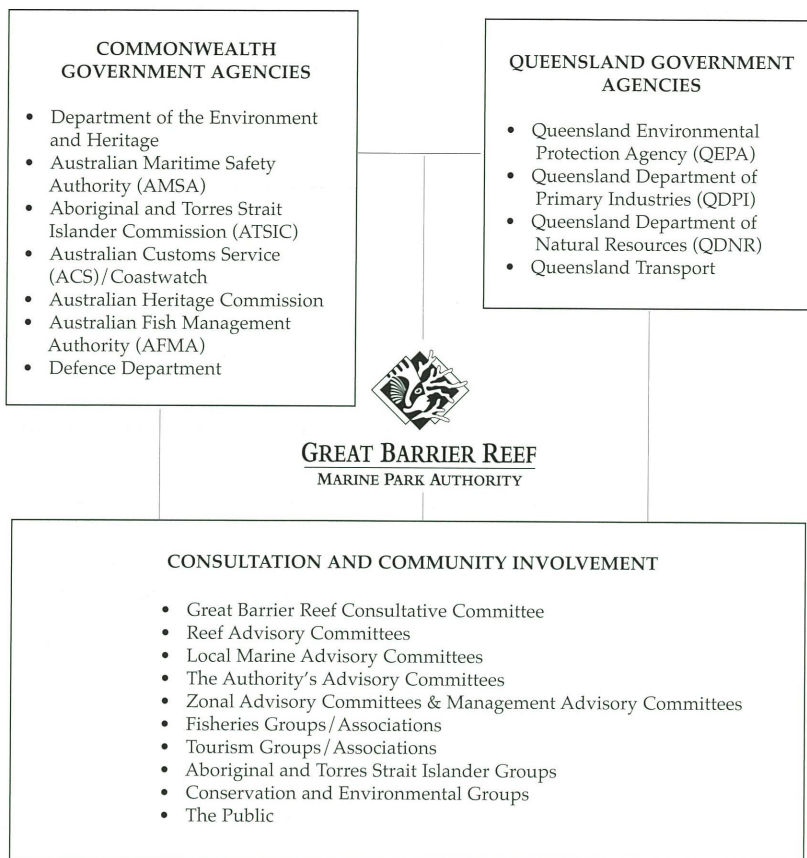 COMMONWEALTH
GOVERNMENT AGENCIES
• Department of the Environment
and Heritage
• Australian Maritime Safety
Authority (AMSA)
• Aboriginal and Torres Strait
Islander Commission (ATSIC)
• Australian Customs Service
(ACS)/Coastwatch
• Australian Heritage Commission
• Australian Fish Management
Authority (AFMA)
• Defence Department
QUEENSLAND GOVERNMENT
AGENCIES
• Queensland Environmental
Protection Agency (QEPA)
• Queensland Department of
Primary Industries (QDPI)
• Queensland Department of
Natural Resources (QDNR)
• Queensland Transport
GREAT BARRIER REEF
MARINE PARK AUTHORITY
CONSULTATION AND COMMUNITY INVOLVEMENT
• Great Barrier Reef Consultative Committee
• Reef Advisory Committees
• Local Marine Advisory Committees
• The Authority's Advisory Committees
• Zonal Advisory Committees & Management Advisory Committees
• Fisheries Groups/Associations
• Tourism Groups/Associations
• Aboriginal and Torres Strait Islander Groups
• Conservation and Environmental Groups
• The Public